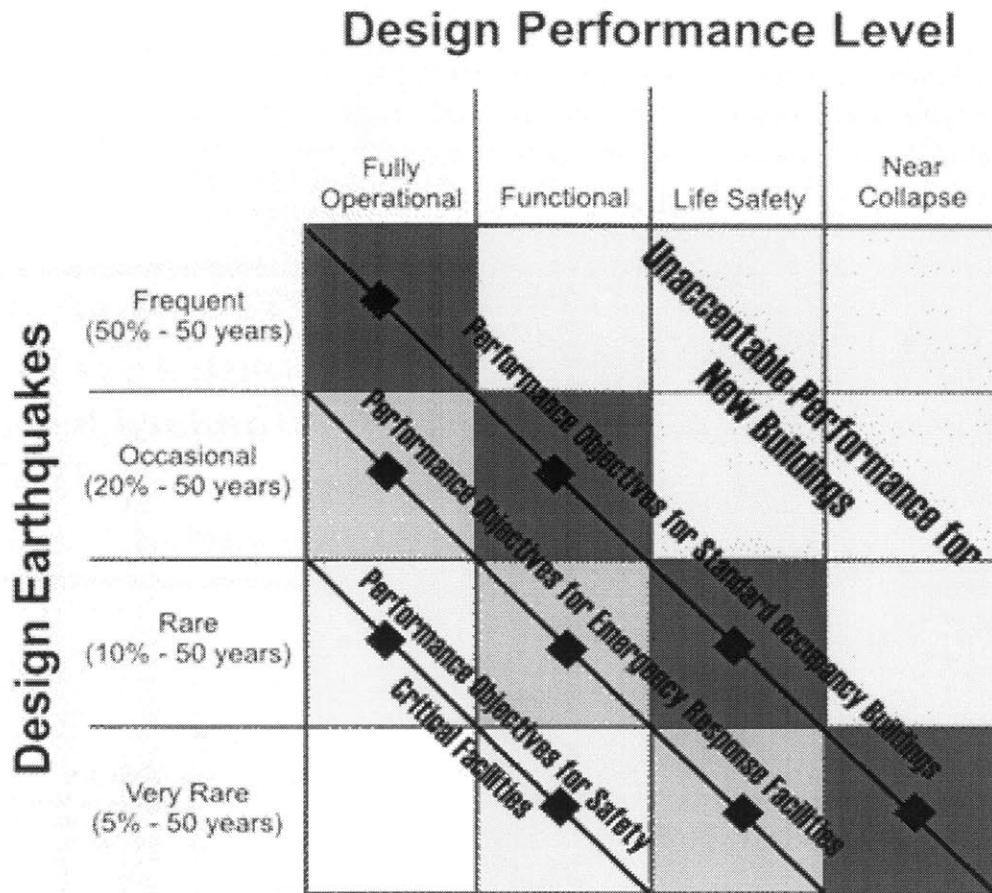 Design Performance Level
Fully
Operational
Functional
Life Safety
Near
Collapse
Design Earthquakes
Frequent
(50% - 50 years)
Occasional
(20% - 50 years)
Rare
(10% - 50 years)
Very Rare
(5% - 50 years)
Unacceptable Performance for
New Buildings
Performance Objectives for Standard Occupancy Buildings
Performance Objectives for Emergency Response Facilities
Performance Objectives for Safety
Critical Facilities